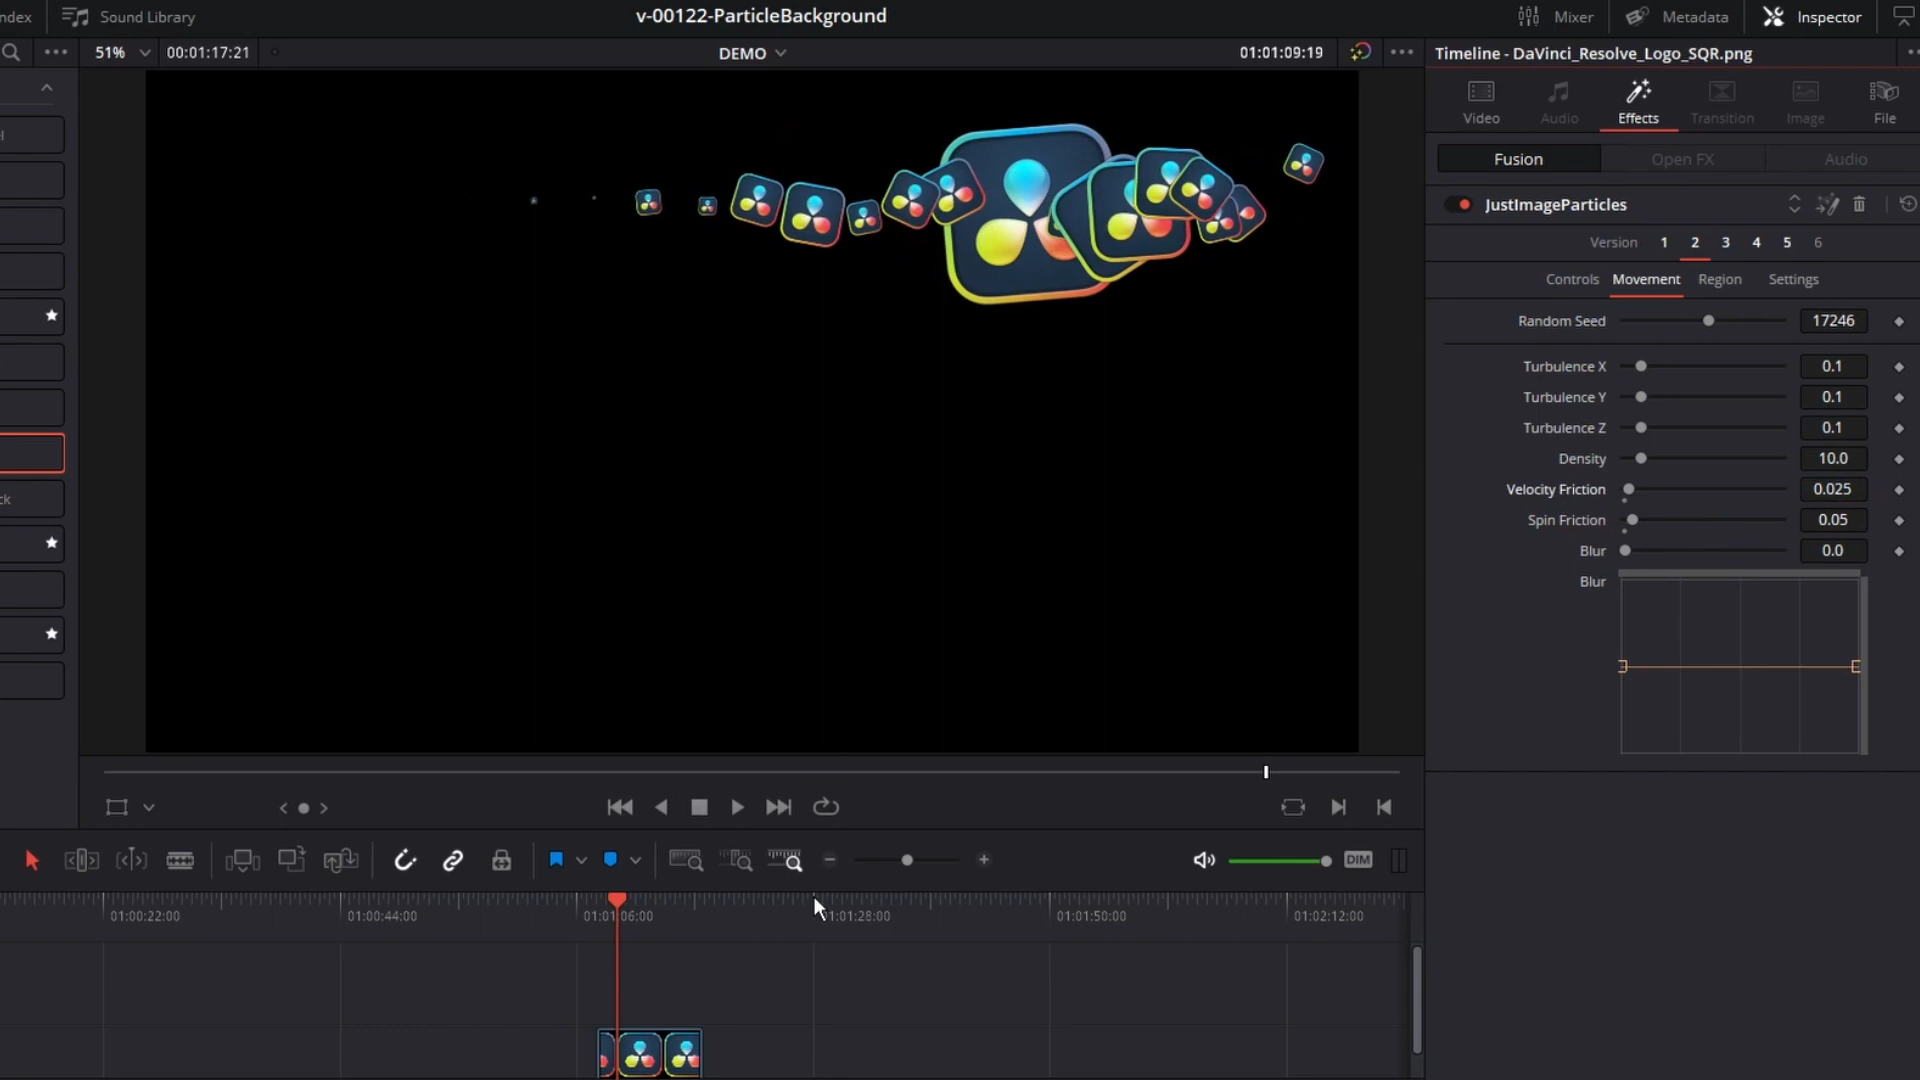 ndex
Sound Library
v-00122-ParticleBackground
Mixer
Metadata
Inspector
51%
00:01:17:21
DEMO
01:01:09:19
Timeline - DaVinci_Resolve_Logo_SQR.png
Video
Audio
Effects
Transition
Image
File
Fusion
Open FX
Audio
JustImageParticles
Version 1 2 3 4 5 6
Controls Movement Region Settings
Random Seed 17246
Turbulence X 0.1
Turbulence Y 0.1
Turbulence Z 0.1
Density 10.0
Velocity Friction 0.025
Spin Friction 0.05
Blur 0.0
Blur
el
ck
DIM
01:00:22:00
01:00:44:00
01:01:06:00
01:01:28:00
01:01:50:00
01:02:12:00